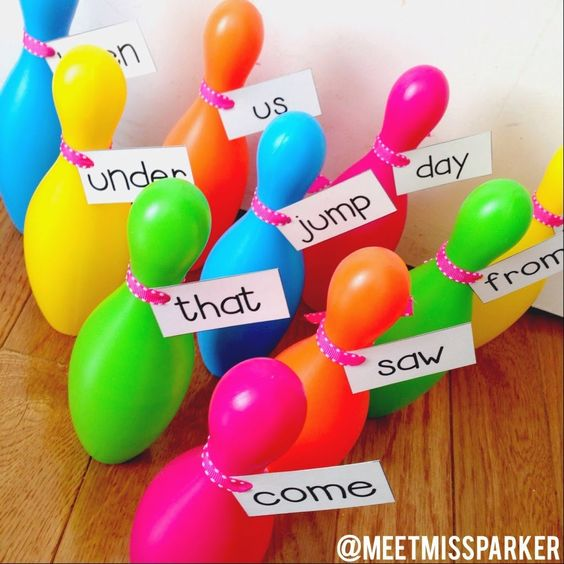 us
day
under
jump
from
that
saw
come
@MEETMISSPARKER